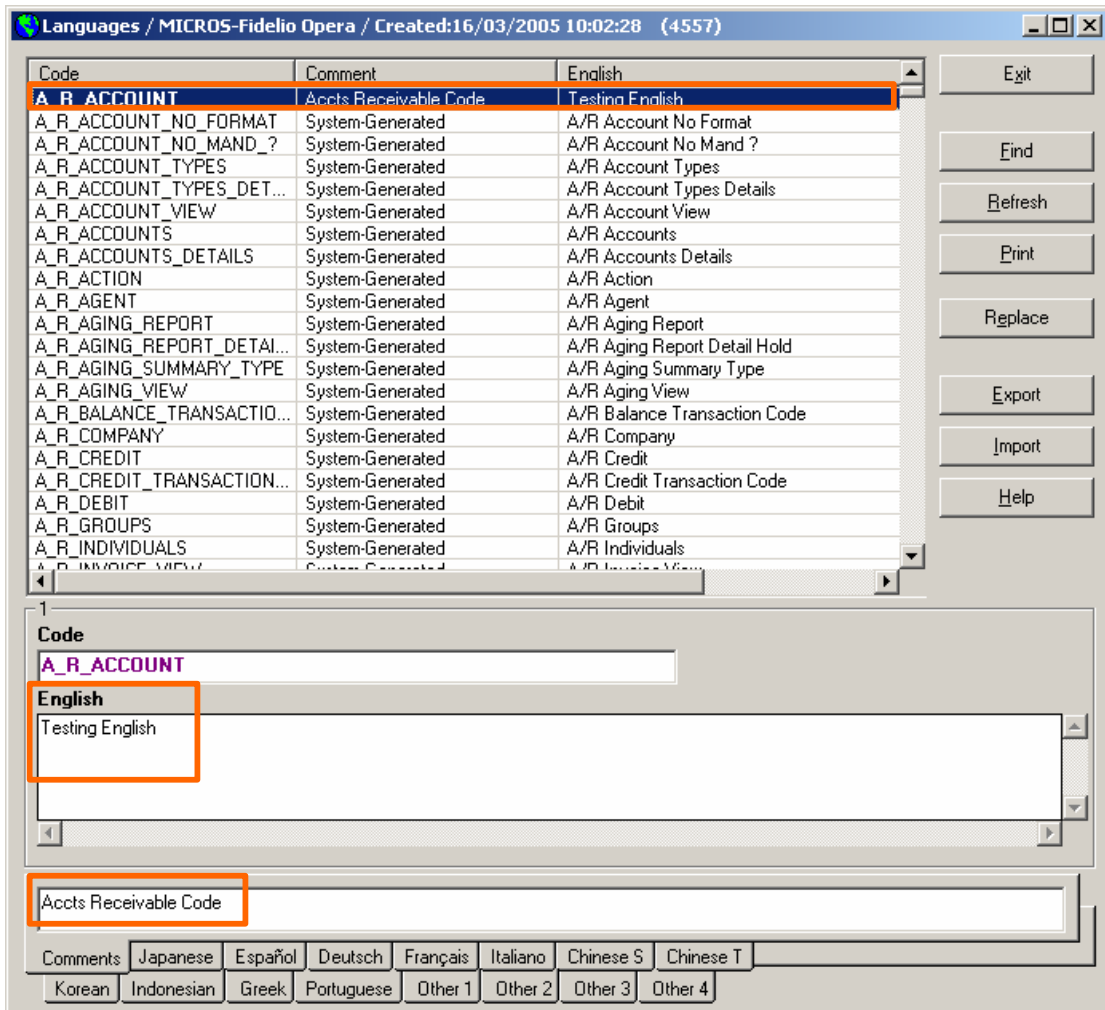 Languages / MICROS-Fidelio Opera / Created:16/03/2005 10:02:28 (4557)
Code Comment English
A_R_ACCOUNT Accts Receivable Code Testing English
A_R_ACCOUNT_NO_FORMAT System-Generated A/R Account No Format
A_R_ACCOUNT_NO_MAND_? System-Generated A/R Account No Mand ?
A_R_ACCOUNT_TYPES System-Generated A/R Account Types
A_R_ACCOUNT_TYPES_DET... System-Generated A/R Account Types Details
A_R_ACCOUNT_VIEW System-Generated A/R Account View
A_R_ACCOUNTS System-Generated A/R Accounts
A_R_ACCOUNTS_DETAILS System-Generated A/R Accounts Details
A_R_ACTION System-Generated A/R Action
A_R_AGENT System-Generated A/R Agent
A_R_AGING_REPORT System-Generated A/R Aging Report
A_R_AGING_REPORT_DETAI... System-Generated A/R Aging Report Detail Hold
A_R_AGING_SUMMARY_TYPE System-Generated A/R Aging Summary Type
A_R_AGING_VIEW System-Generated A/R Aging View
A_R_BALANCE_TRANSACTIO... System-Generated A/R Balance Transaction Code
A_R_COMPANY System-Generated A/R Company
A_R_CREDIT System-Generated A/R Credit
A_R_CREDIT_TRANSACTION... System-Generated A/R Credit Transaction Code
A_R_DEBIT System-Generated A/R Debit
A_R_GROUPS System-Generated A/R Groups
A_R_INDIVIDUALS System-Generated A/R Individuals
A_R_INVOICE_VIEW System-Generated A/R Invoice View
Exit
Find
Refresh
Print
Replace
Export
Import
Help
1
Code
A_R_ACCOUNT
English
Testing English
Accts Receivable Code
Comments Japanese Español Deutsch Français Italiano Chinese S Chinese T
Korean Indonesian Greek Portuguese Other 1 Other 2 Other 3 Other 4